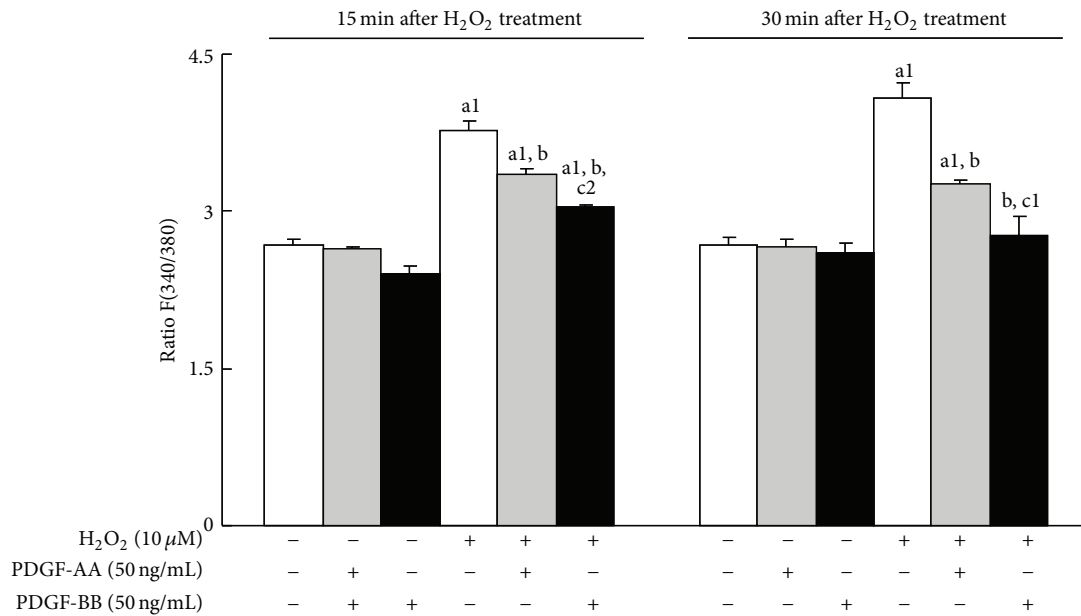 15 min after H₂O₂ treatment
30 min after H₂O₂ treatment
4.5
3
1.5
0
Ratio F(340/380)
a1
a1, b
a1, b,
c2
a1
a1, b
b, c1
H₂O₂ (10 μM) − − − + + + − − − + + +
PDGF-AA (50 ng/mL) − + − − + − − + − − + −
PDGF-BB (50 ng/mL) − + + − − + − − + − − +